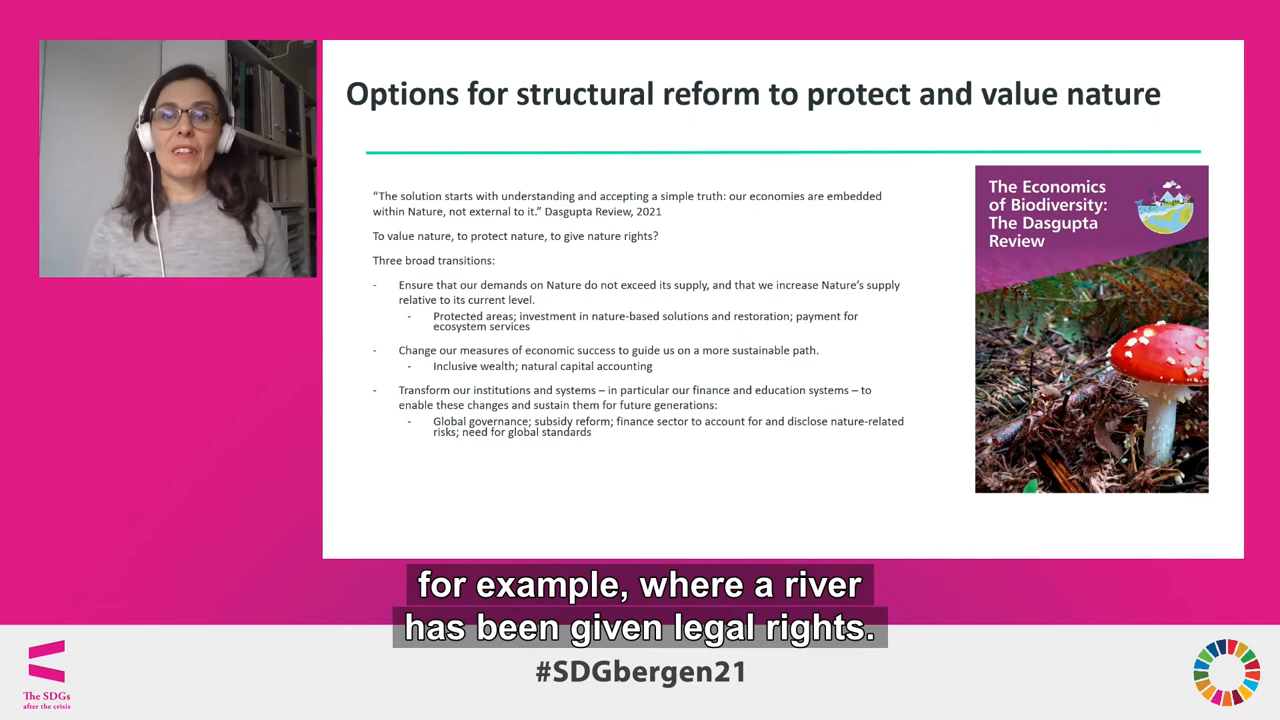 Options for structural reform to protect and value nature
“The solution starts with understanding and accepting a simple truth: our economies are embedded
within Nature, not external to it.” Dasgupta Review, 2021
To value nature, to protect nature, to give nature rights?
Three broad transitions:
- Ensure that our demands on Nature do not exceed its supply, and that we increase Nature’s supply
relative to its current level.
- Protected areas; investment in nature-based solutions and restoration; payment for
ecosystem services
- Change our measures of economic success to guide us on a more sustainable path.
- Inclusive wealth; natural capital accounting
- Transform our institutions and systems – in particular our finance and education systems – to
enable these changes and sustain them for future generations:
- Global governance; subsidy reform; finance sector to account for and disclose nature-related
risks; need for global standards
The Economics
of Biodiversity:
The Dasgupta
Review
for example, where a river
has been given legal rights.
#SDGbergen21
The SDGs
after the crisis